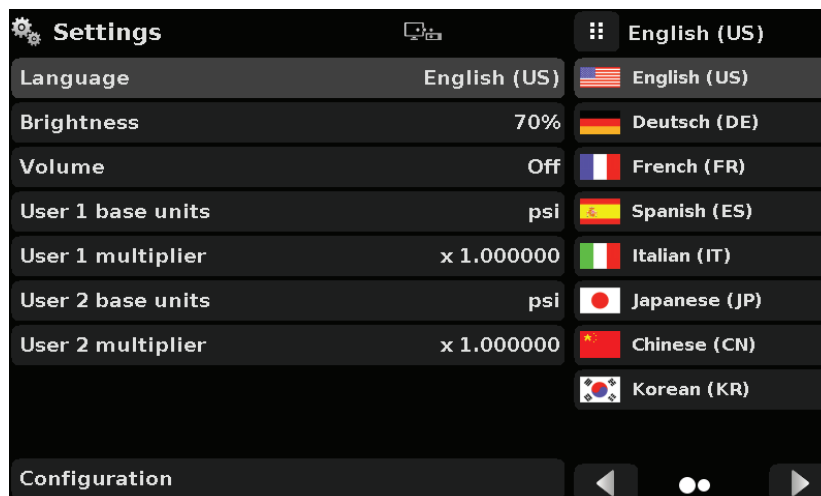 Settings
English (US)
Language English (US)
Brightness 70%
Volume Off
User 1 base units psi
User 1 multiplier x 1.000000
User 2 base units psi
User 2 multiplier x 1.000000
Configuration
English (US)
Deutsch (DE)
French (FR)
Spanish (ES)
Italian (IT)
Japanese (JP)
Chinese (CN)
Korean (KR)